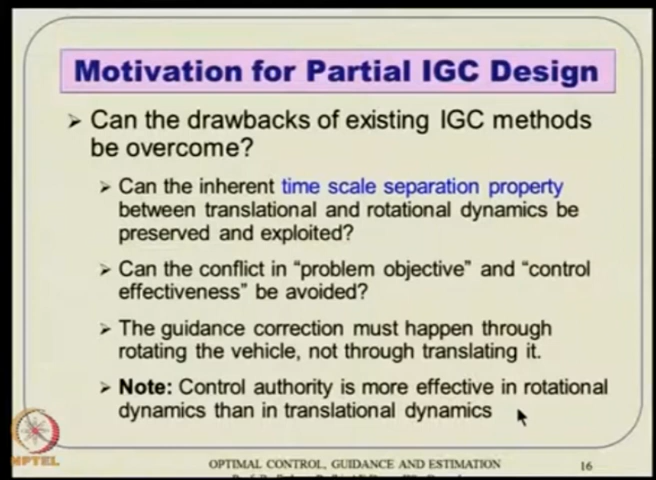 Motivation for Partial IGC Design
➢ Can the drawbacks of existing IGC methods
be overcome?
➢ Can the inherent time scale separation property
between translational and rotational dynamics be
preserved and exploited?
➢ Can the conflict in "problem objective" and "control
effectiveness" be avoided?
➢ The guidance correction must happen through
rotating the vehicle, not through translating it.
➢ Note: Control authority is more effective in rotational
dynamics than in translational dynamics
NPTEL
OPTIMAL CONTROL, GUIDANCE AND ESTIMATION
16